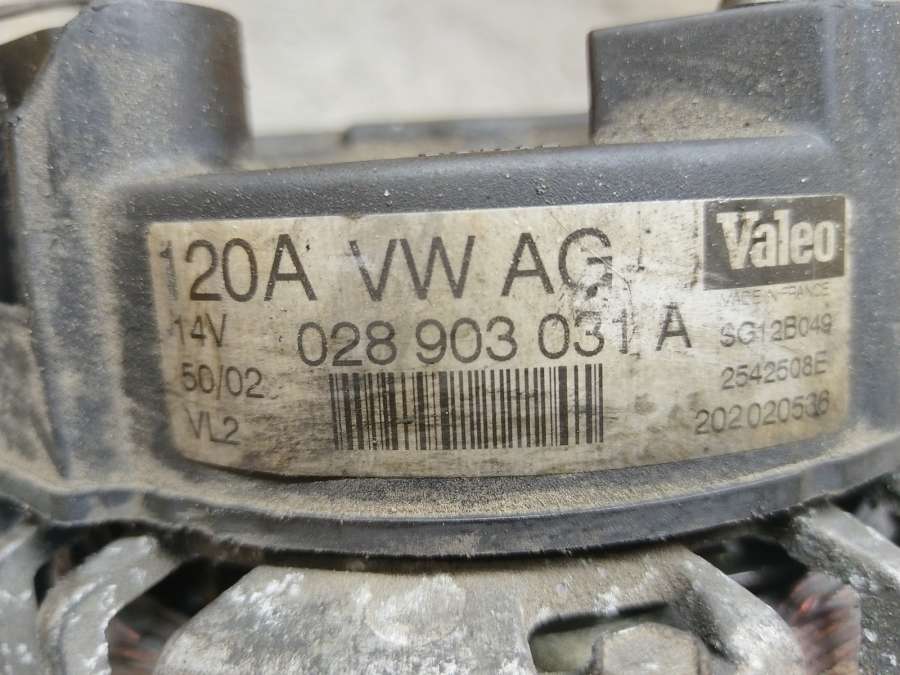 120A VW AG
Valeo
MADE IN FRANCE
14V
028 903 031 A
SG12B049
50/02
2542508E
VL2
202020536